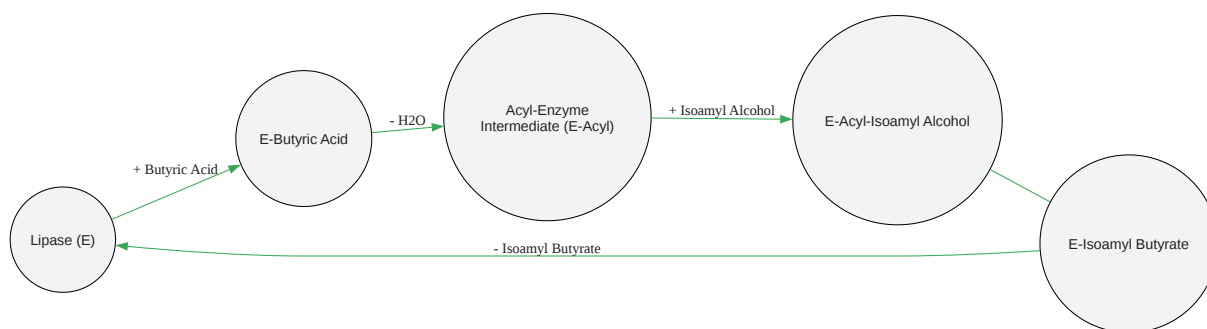 Lipase (E)
+ Butyric Acid
E-Butyric Acid
- H2O
Acyl-Enzyme
Intermediate (E-Acyl)
+ Isoamyl Alcohol
E-Acyl-Isoamyl Alcohol
E-Isoamyl Butyrate
- Isoamyl Butyrate